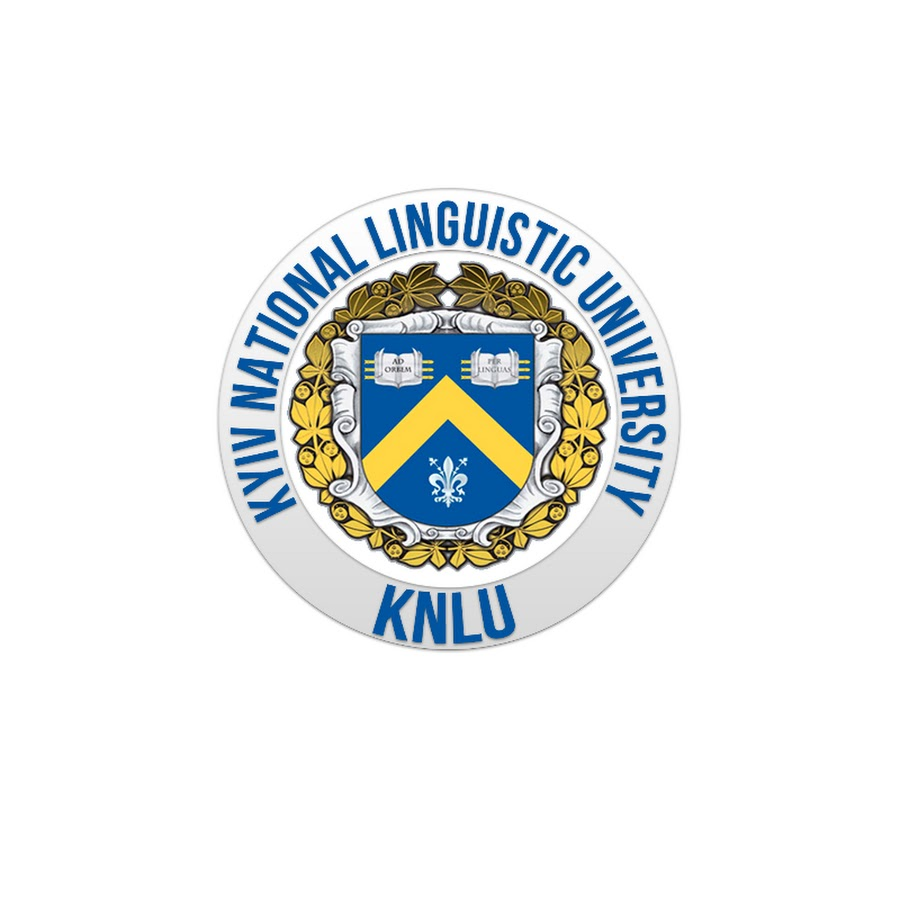 KYIV NATIONAL LINGUISTIC UNIVERSITY
AD
ORBEM
PER
LINGUAS
KNLU